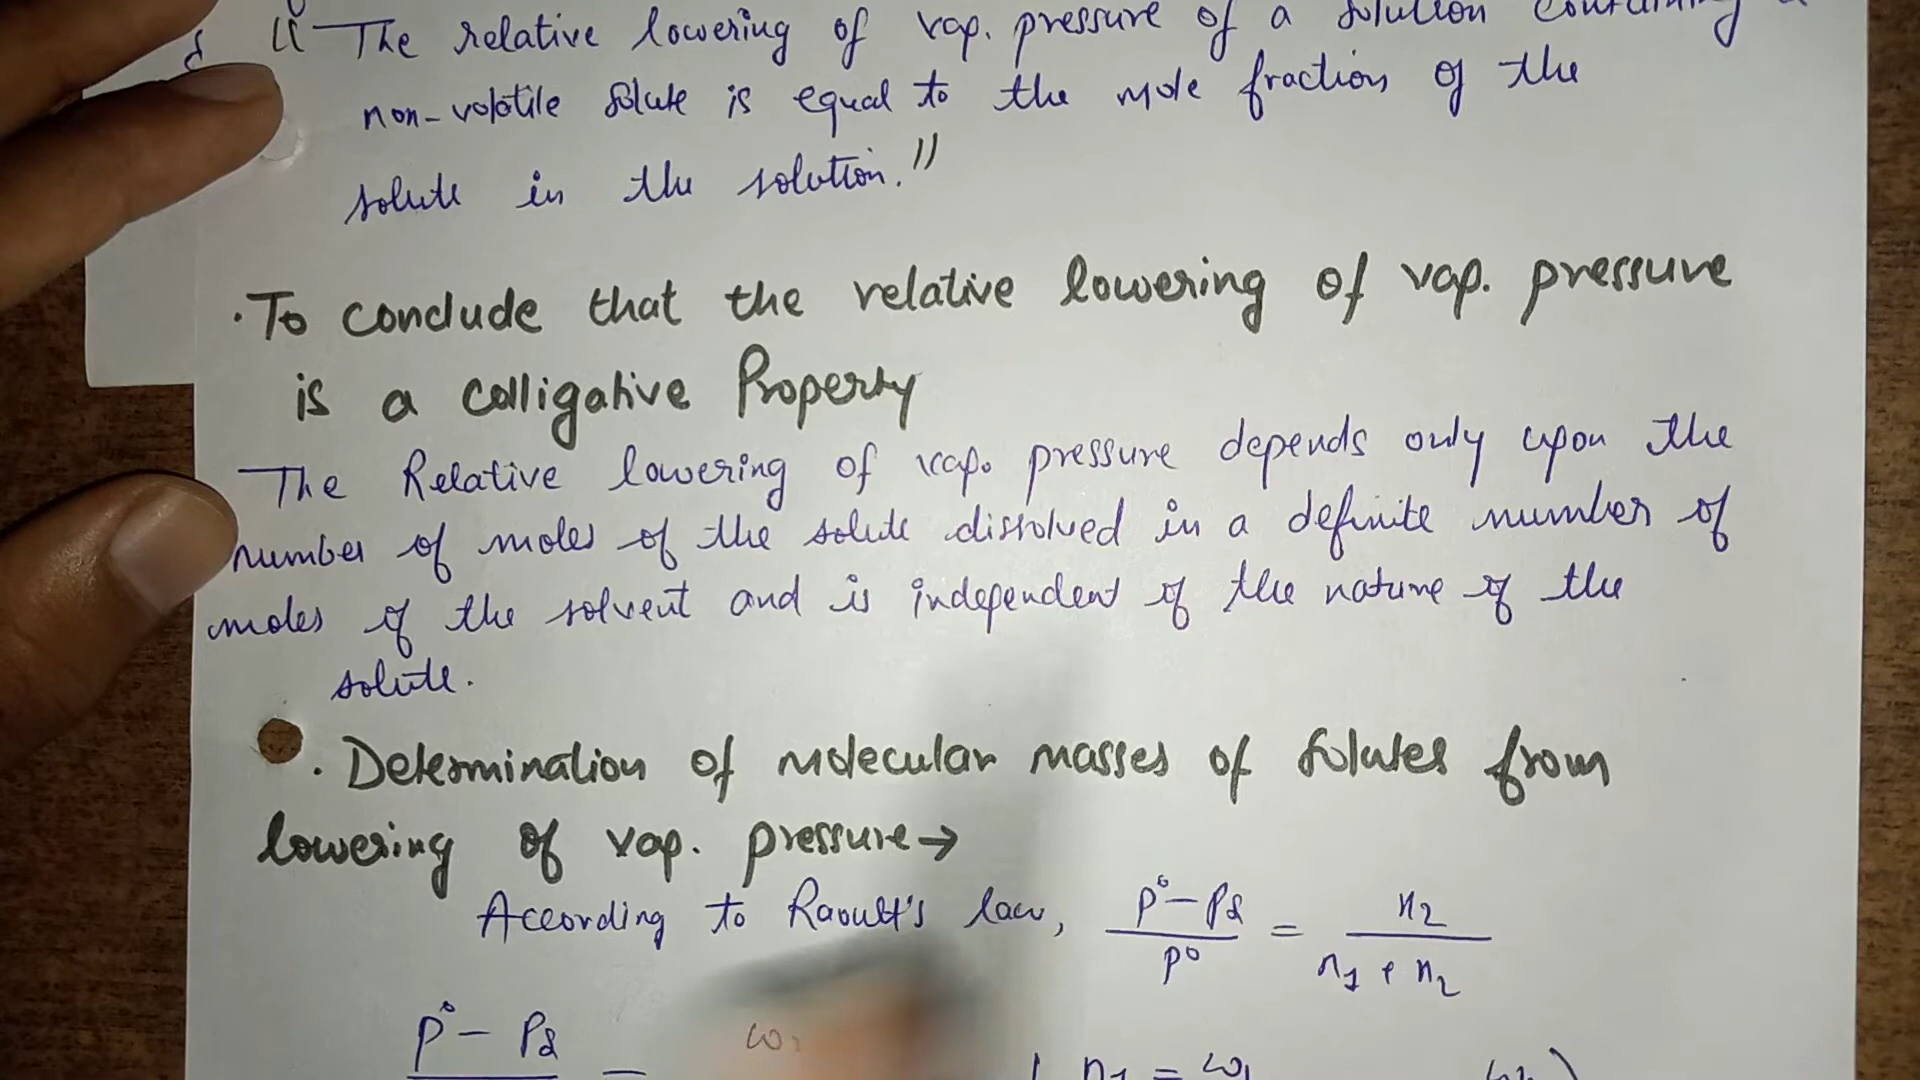 " The relative lowering of vap. pressure of a solution containing a
non-volatile solute is equal to the mole fraction of the
solute in the solution."
. To conclude that the relative lowering of vap. pressure
is a colligative Property
The Relative lowering of vap. pressure depends only upon the
number of moles of the solute dissolved in a definite number of
moles of the solvent and is independent of the nature of the
solute.
. Determination of molecular masses of solutes from
lowering of vap. pressure→
According to Raoult's law, (P° - Ps)/P° = n2/(n1 + n2)
P° - Ps = n1 = w1